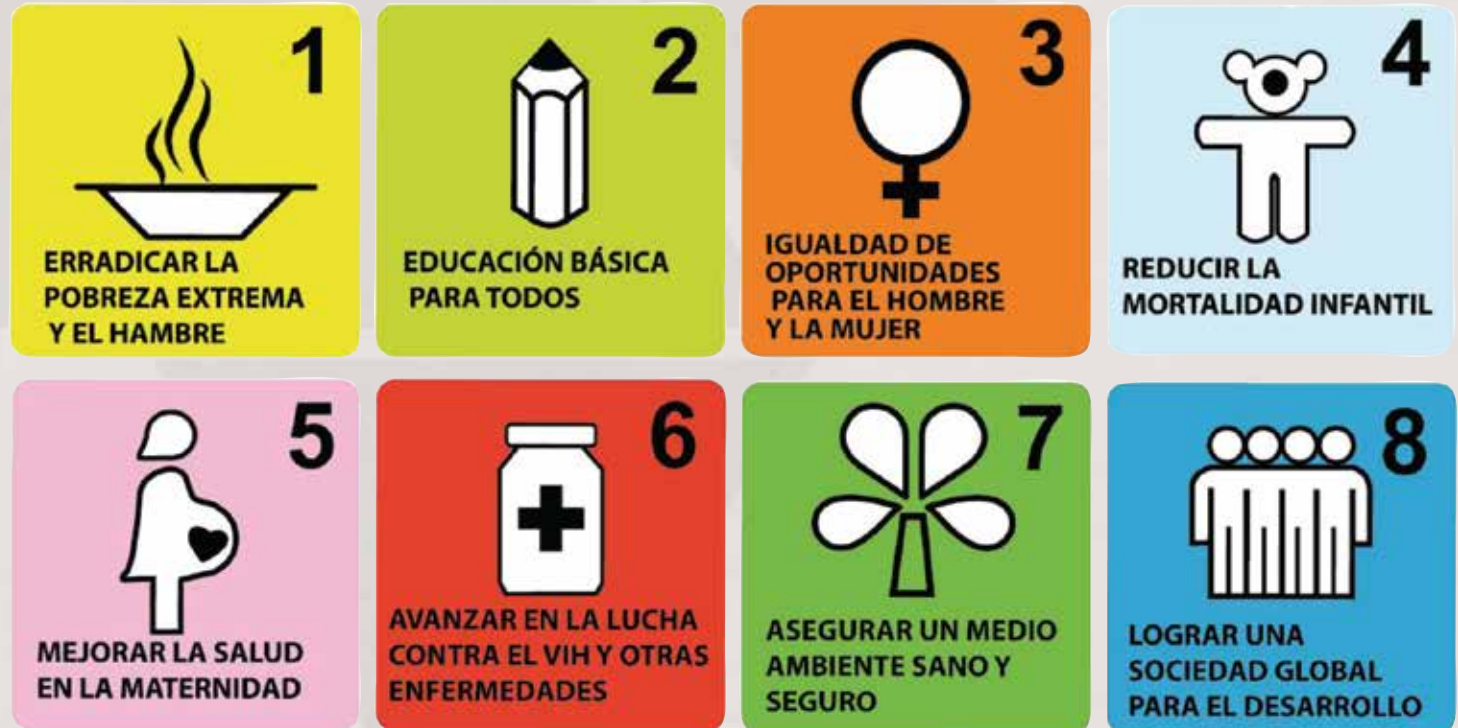 1
ERRADICAR LA
POBREZA EXTREMA
Y EL HAMBRE
2
EDUCACIÓN BÁSICA
PARA TODOS
3
IGUALDAD DE
OPORTUNIDADES
PARA EL HOMBRE
Y LA MUJER
4
REDUCIR LA
MORTALIDAD INFANTIL
5
MEJORAR LA SALUD
EN LA MATERNIDAD
6
AVANZAR EN LA LUCHA
CONTRA EL VIH Y OTRAS
ENFERMEDADES
7
ASEGURAR UN MEDIO
AMBIENTE SANO Y
SEGURO
8
LOGRAR UNA
SOCIEDAD GLOBAL
PARA EL DESARROLLO